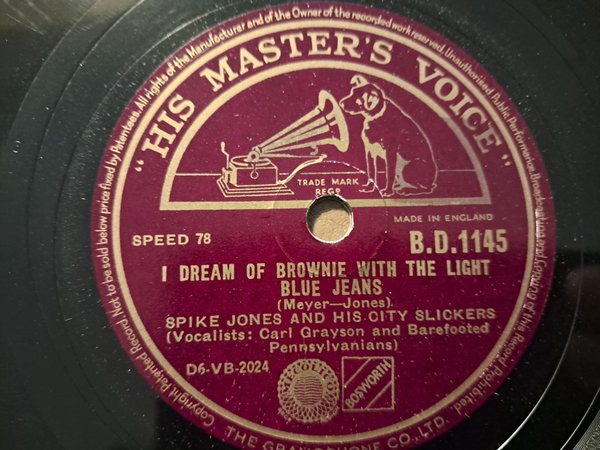 All rights of the Manufacturer and of the Owner of the recorded work reserved. Unauthorised Public Performance, Broadcasting and Copying of this Record Prohibited.
"HIS MASTER'S VOICE"
TRADE MARK
REGD
MADE IN ENGLAND
SPEED 78
B.D.1145
I DREAM OF BROWNIE WITH THE LIGHT
BLUE JEANS
(Meyer—Jones)
SPIKE JONES AND HIS CITY SLICKERS
(Vocalists: Carl Grayson and Barefooted
Pennsylvanians)
D6-VB-2024
BOSWORTH
Copyright Patented Record Not to be sold below price fixed by Patentees.
THE GRAMOPHONE CO., LTD.